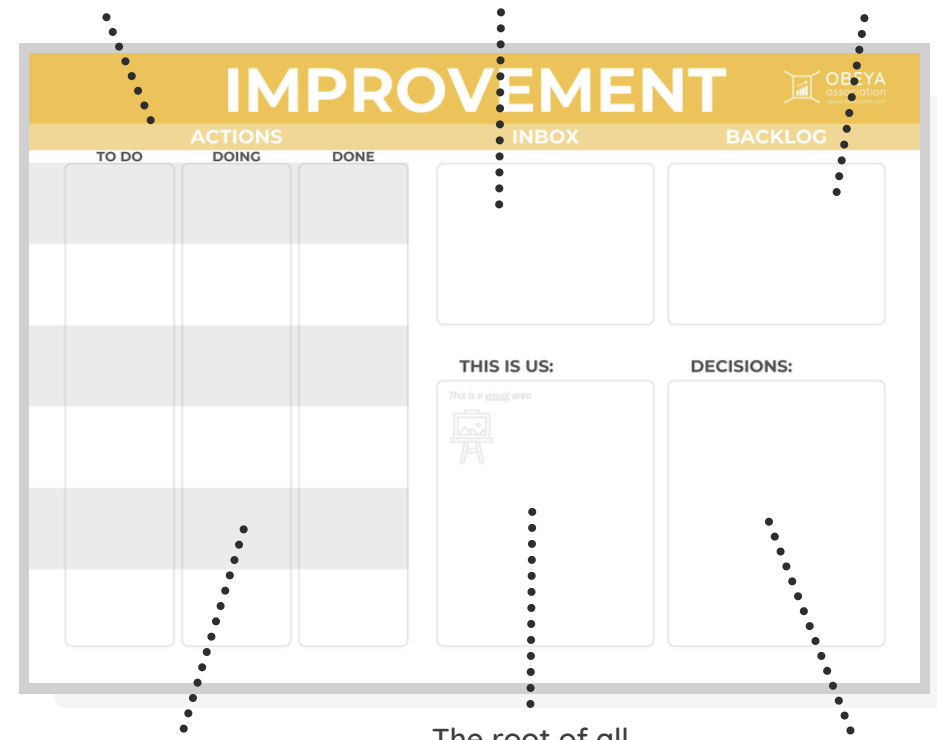 IMPROVEMENT
OBEYA
association
ACTIONS
INBOX
BACKLOG
TO DO
DOING
DONE
THIS IS US:
DECISIONS:
This is a visual area
The root of all